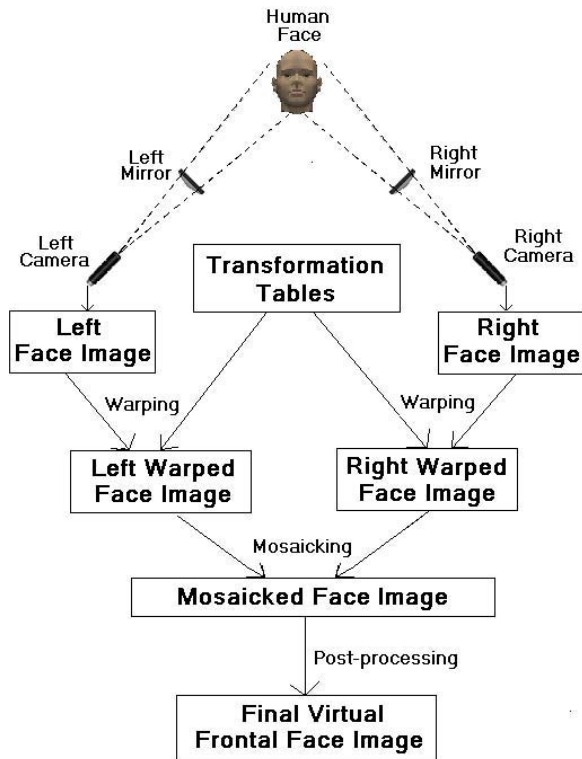 Human
Face
Left
Mirror
Right
Mirror
Left
Camera
Right
Camera
Transformation
Tables
Left
Face Image
Right
Face Image
Warping
Warping
Left Warped
Face Image
Right Warped
Face Image
Mosaicking
Mosaicked Face Image
Post-processing
Final Virtual
Frontal Face Image